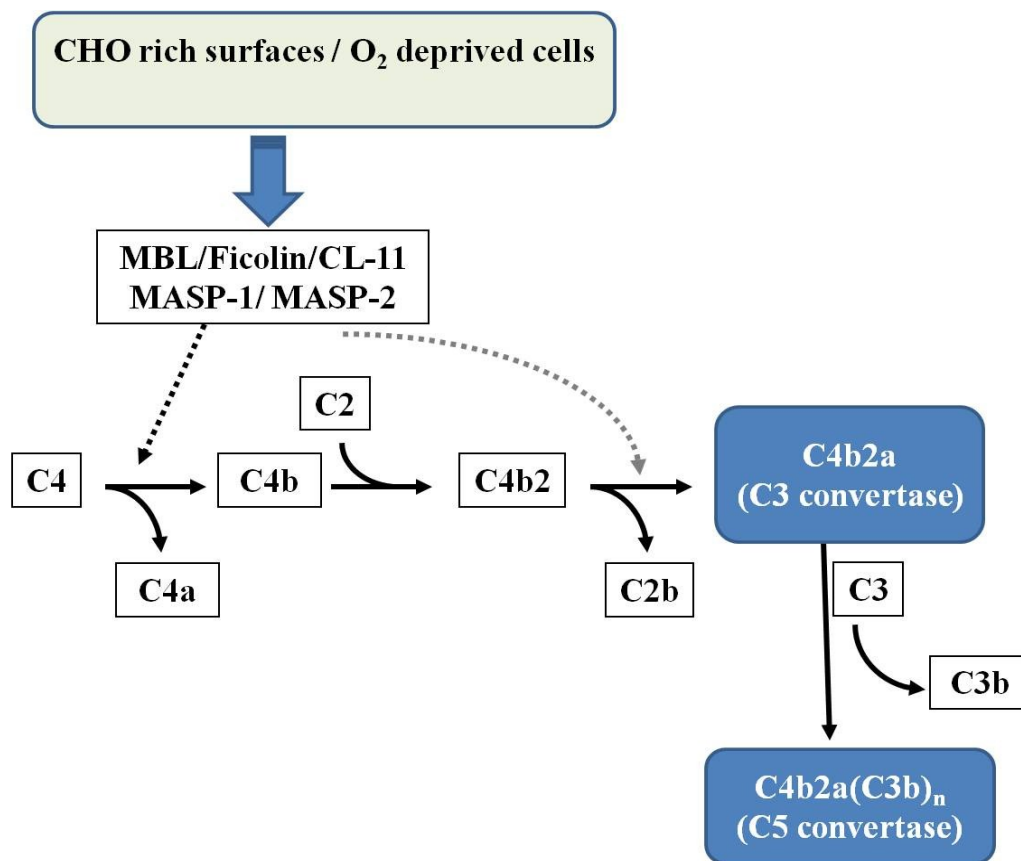 CHO rich surfaces / O₂ deprived cells
MBL/Ficolin/CL-11
MASP-1/ MASP-2
C2
C4
C4b
C4b2
C4b2a
(C3 convertase)
C4a
C2b
C3
C3b
C4b2a(C3b)ₙ
(C5 convertase)